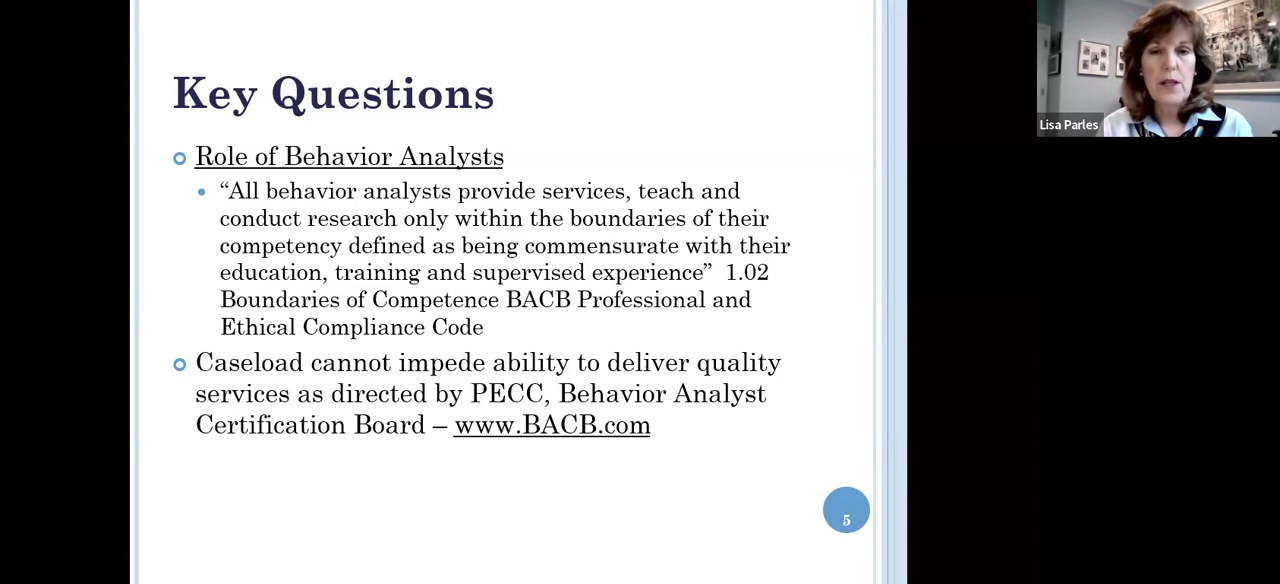 Key Questions
Role of Behavior Analysts
“All behavior analysts provide services, teach and
conduct research only within the boundaries of their
competency defined as being commensurate with their
education, training and supervised experience” 1.02
Boundaries of Competence BACB Professional and
Ethical Compliance Code
Caseload cannot impede ability to deliver quality
services as directed by PECC, Behavior Analyst
Certification Board – www.BACB.com
5
Lisa Parles